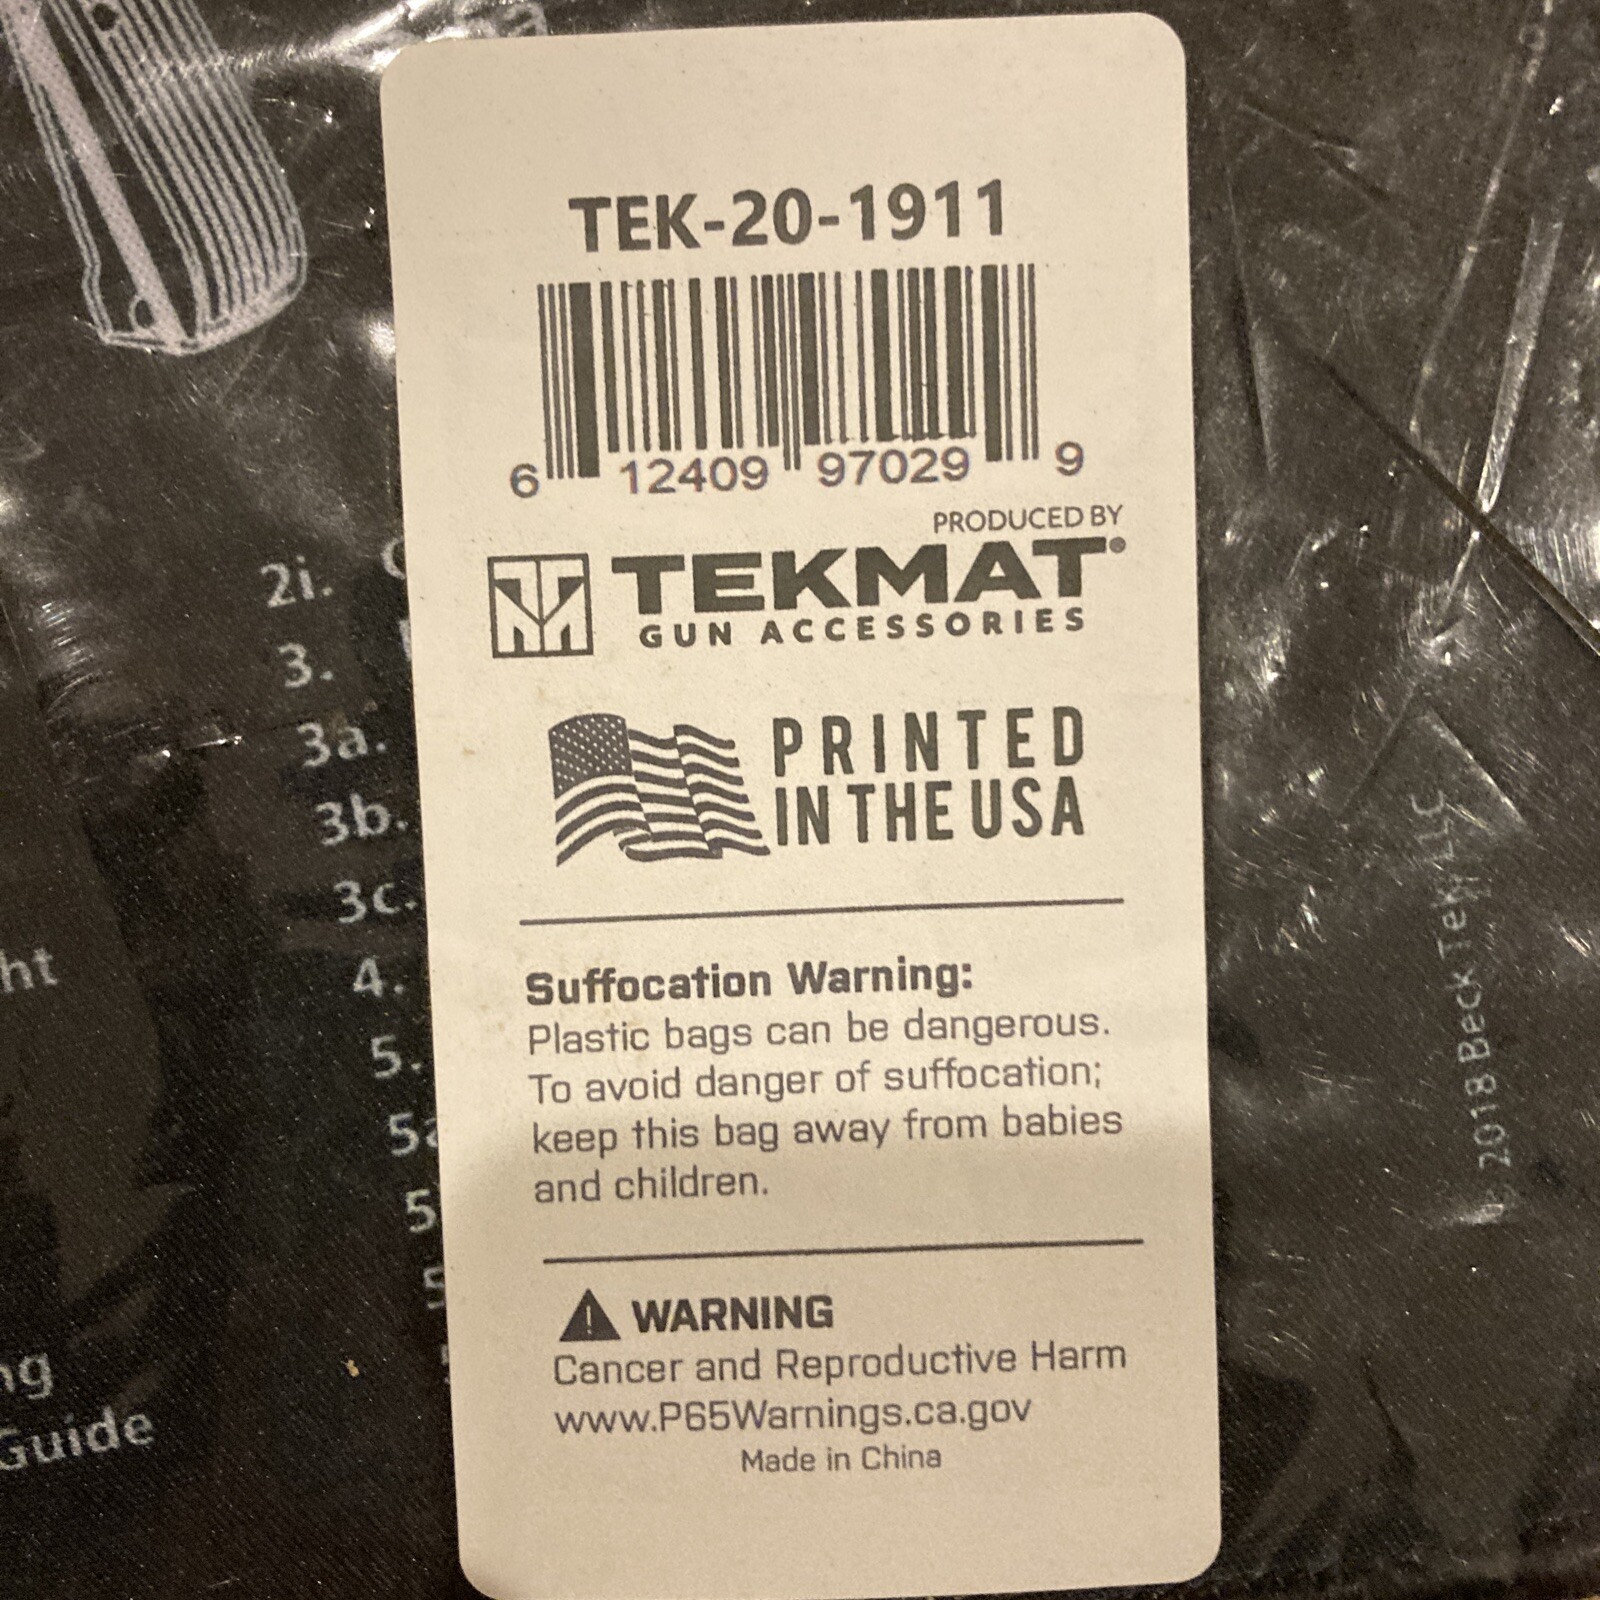 TEK-20-1911
6 12409 97029 9
PRODUCED BY
TEKMAT®
GUN ACCESSORIES
PRINTED
IN THE USA
Suffocation Warning:
Plastic bags can be dangerous.
To avoid danger of suffocation;
keep this bag away from babies
and children.
WARNING
Cancer and Reproductive Harm
www.P65Warnings.ca.gov
Made in China
2i.
3.
3a.
3b.
3c.
4.
5.
ht
ng
Guide
2018 Beck Tek, LLC